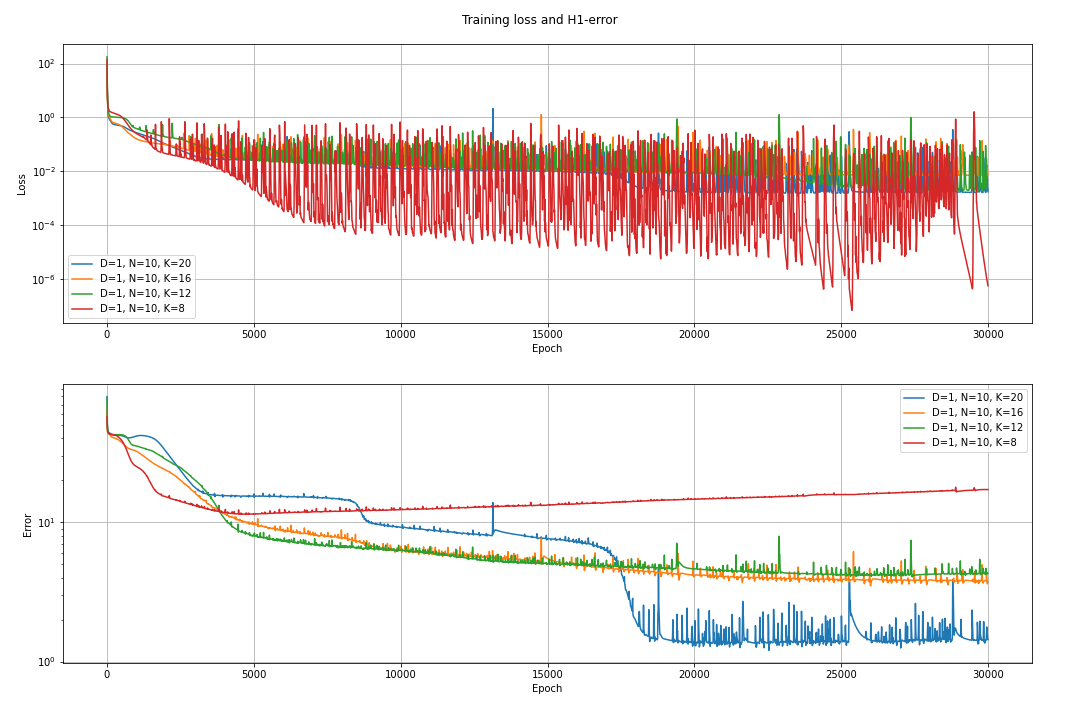 Training loss and H1-error
10²
10⁰
10⁻²
10⁻⁴
10⁻⁶
Loss
D=1, N=10, K=20
D=1, N=10, K=16
D=1, N=10, K=12
D=1, N=10, K=8
0 5000 10000 15000 20000 25000 30000
Epoch
10¹
10⁰
Error
D=1, N=10, K=20
D=1, N=10, K=16
D=1, N=10, K=12
D=1, N=10, K=8
0 5000 10000 15000 20000 25000 30000
Epoch